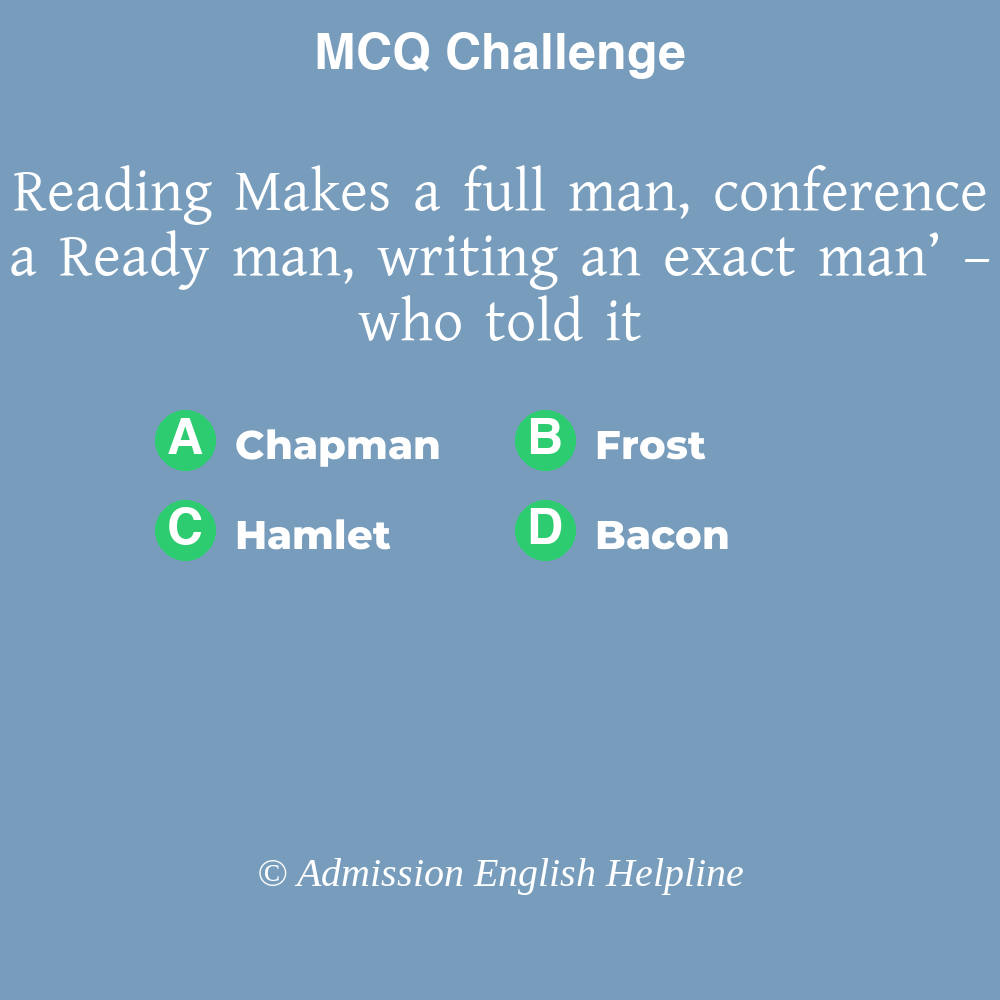 MCQ Challenge
Reading Makes a full man, conference
a Ready man, writing an exact man’ –
who told it
A Chapman B Frost
C Hamlet D Bacon
© Admission English Helpline